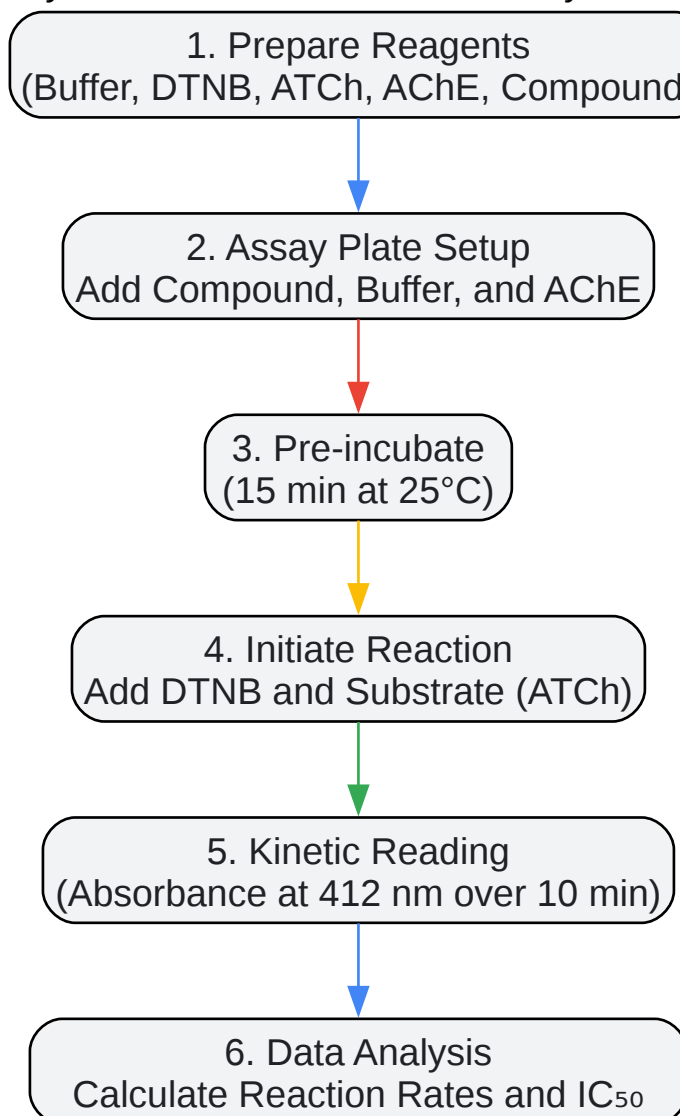 1. Prepare Reagents
(Buffer, DTNB, ATCh, AChE, Compound
2. Assay Plate Setup
Add Compound, Buffer, and AChE
3. Pre-incubate
(15 min at 25°C)
4. Initiate Reaction
Add DTNB and Substrate (ATCh)
5. Kinetic Reading
(Absorbance at 412 nm over 10 min)
6. Data Analysis
Calculate Reaction Rates and IC₅₀